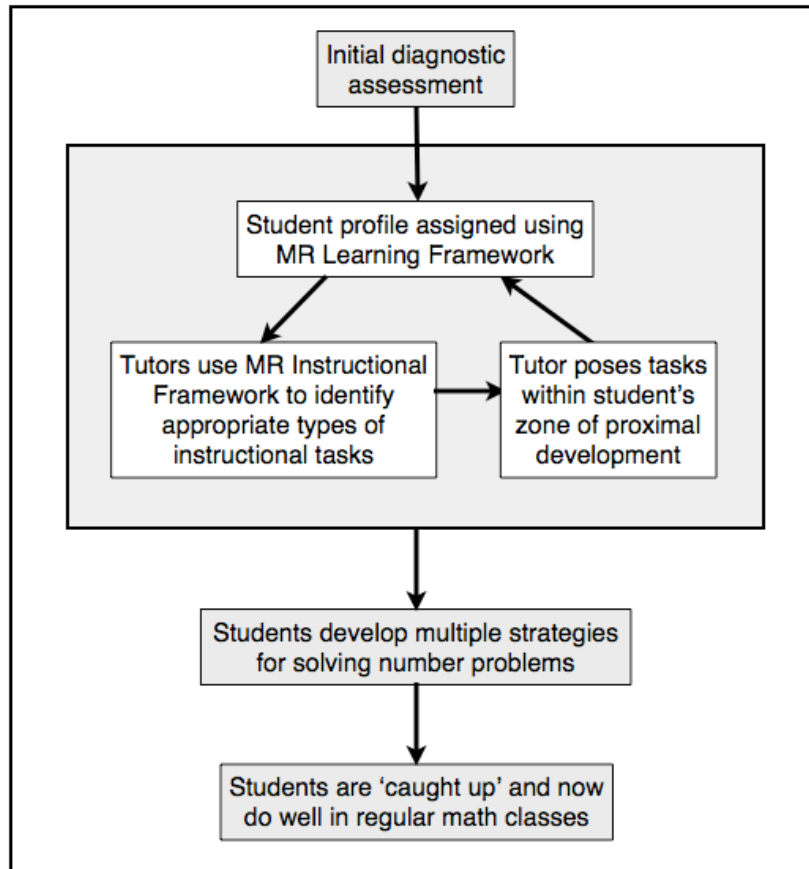 Initial diagnostic
assessment
Student profile assigned using
MR Learning Framework
Tutors use MR Instructional
Framework to identify
appropriate types of
instructional tasks
Tutor poses tasks
within student’s
zone of proximal
development
Students develop multiple strategies
for solving number problems
Students are ‘caught up’ and now
do well in regular math classes